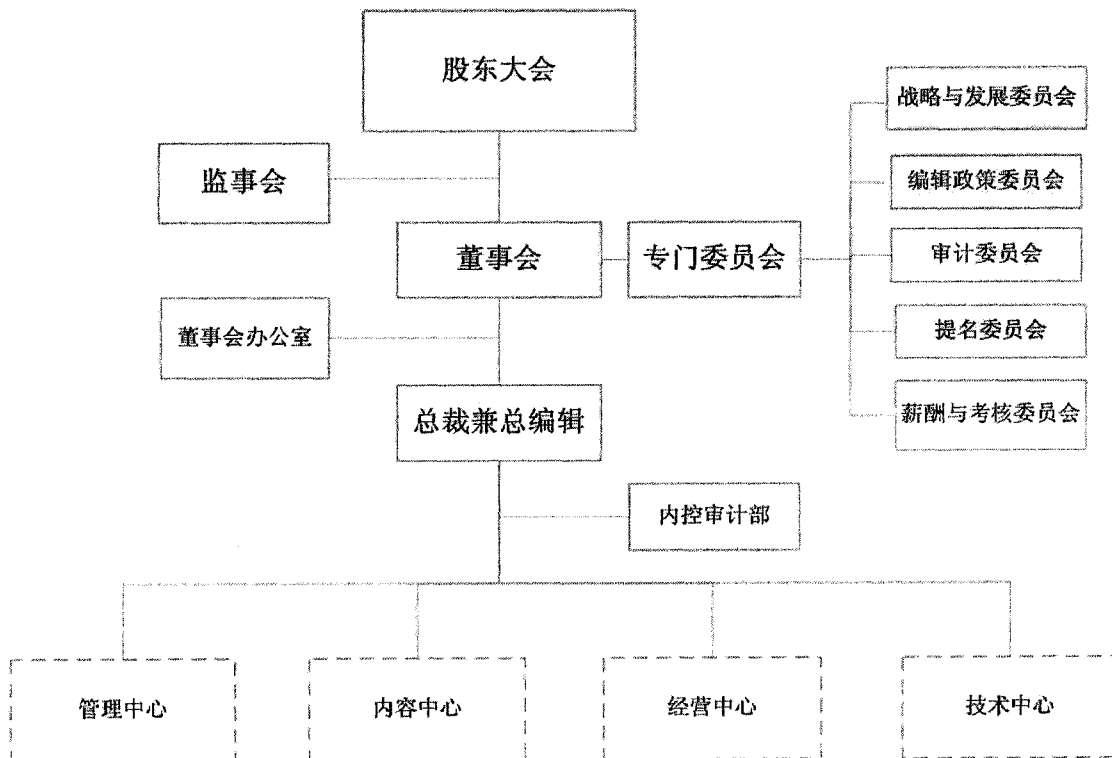 股东大会
战略与发展委员会
监事会
编辑政策委员会
董事会
专门委员会
审计委员会
董事会办公室
提名委员会
总裁兼总编辑
薪酬与考核委员会
内控审计部
管理中心
内容中心
经营中心
技术中心